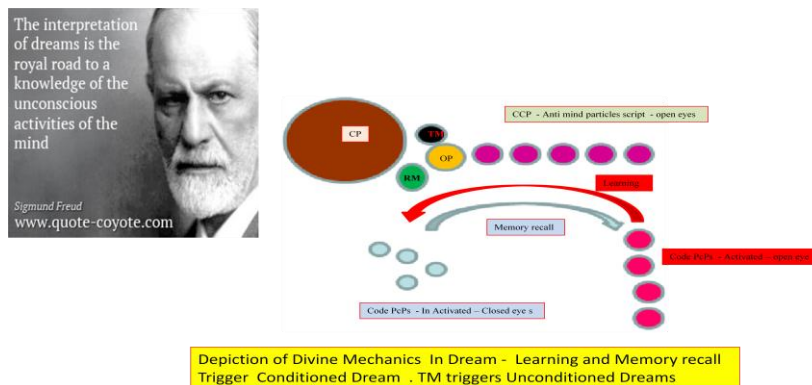 The interpretation
of dreams is the
royal road to a
knowledge of the
unconscious
activities of the
mind
Sigmund Freud
www.quote-coyote.com
CCP - Anti mind particles script - open eyes
CP
TM
OP
RM
Learning
Memory recall
Code PcPs - Activated - open eye
Code PcPs - In Activated – Closed eye s
Depiction of Divine Mechanics In Dream - Learning and Memory recall
Trigger Conditioned Dream . TM triggers Unconditioned Dreams